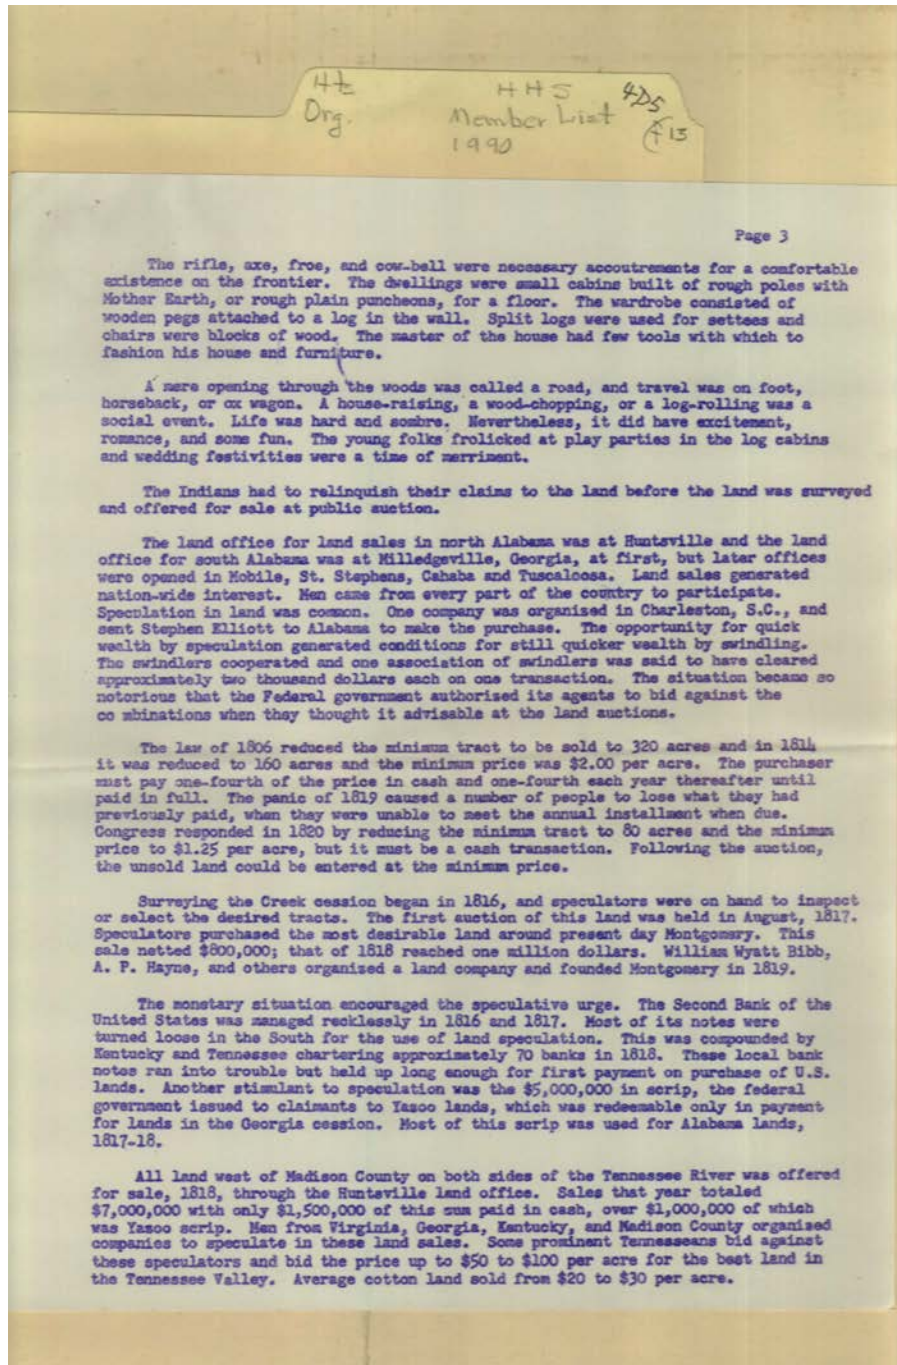 Hts HHS 4D5
Org. Member List F13
1990
Page 3
The rifle, axe, froe, and cow-bell were necessary accoutrements for a comfortable
existence on the frontier. The dwellings were small cabins built of rough poles with
Mother Earth, or rough plain puncheons, for a floor. The wardrobe consisted of
wooden pegs attached to a log in the wall. Split logs were used for settees and
chairs were blocks of wood. The master of the house had few tools with which to
fashion his house and furniture.
A mere opening through the woods was called a road, and travel was on foot,
horseback, or ox wagon. A house-raising, a wood-chopping, or a log-rolling was a
social event. Life was hard and sombre. Nevertheless, it did have excitement,
romance, and some fun. The young folks frolicked at play parties in the log cabins
and wedding festivities were a time of merriment.
The Indians had to relinquish their claims to the land before the land was surveyed
and offered for sale at public auction.
The land office for land sales in north Alabama was at Huntsville and the land
office for south Alabama was at Milledgeville, Georgia, at first, but later offices
were opened in Mobile, St. Stephens, Cahaba and Tuscaloosa. Land sales generated
nation-wide interest. Men came from every part of the country to participate.
Speculation in land was common. One company was organized in Charleston, S.C., and
sent Stephen Elliott to Alabama to make the purchase. The opportunity for quick
wealth by speculation generated conditions for still quicker wealth by swindling.
The swindlers cooperated and one association of swindlers was said to have cleared
approximately two thousand dollars each on one transaction. The situation became so
notorious that the Federal government authorized its agents to bid against the
co mbinations when they thought it advisable at the land auctions.
The law of 1806 reduced the minimum tract to be sold to 320 acres and in 1814
it was reduced to 160 acres and the minimum price was $2.00 per acre. The purchaser
must pay one-fourth of the price in cash and one-fourth each year thereafter until
paid in full. The panic of 1819 caused a number of people to lose what they had
previously paid, when they were unable to meet the annual installment when due.
Congress responded in 1820 by reducing the minimum tract to 80 acres and the minimum
price to $1.25 per acre, but it must be a cash transaction. Following the auction,
the unsold land could be entered at the minimum price.
Surveying the Creek cession began in 1816, and speculators were on hand to inspect
or select the desired tracts. The first auction of this land was held in August, 1817.
Speculators purchased the most desirable land around present day Montgomery. This
sale netted $800,000; that of 1818 reached one million dollars. William Wyatt Bibb,
A. P. Hayne, and others organized a land company and founded Montgomery in 1819.
The monetary situation encouraged the speculative urge. The Second Bank of the
United States was managed recklessly in 1816 and 1817. Most of its notes were
turned loose in the South for the use of land speculation. This was compounded by
Kentucky and Tennessee chartering approximately 70 banks in 1818. These local bank
notes ran into trouble but held up long enough for first payment on purchase of U.S.
lands. Another stimulant to speculation was the $5,000,000 in scrip, the federal
government issued to claimants to Yazoo lands, which was redeemable only in payment
for lands in the Georgia cession. Most of this scrip was used for Alabama lands,
1817-18.
All land west of Madison County on both sides of the Tennessee River was offered
for sale, 1818, through the Huntsville land office. Sales that year totaled
$7,000,000 with only $1,500,000 of this sum paid in cash, over $1,000,000 of which
was Yazoo scrip. Men from Virginia, Georgia, Kentucky, and Madison County organized
companies to speculate in these land sales. Some prominent Tennesseans bid against
these speculators and bid the price up to $50 to $100 per acre for the best land in
the Tennessee Valley. Average cotton land sold from $20 to $30 per acre.